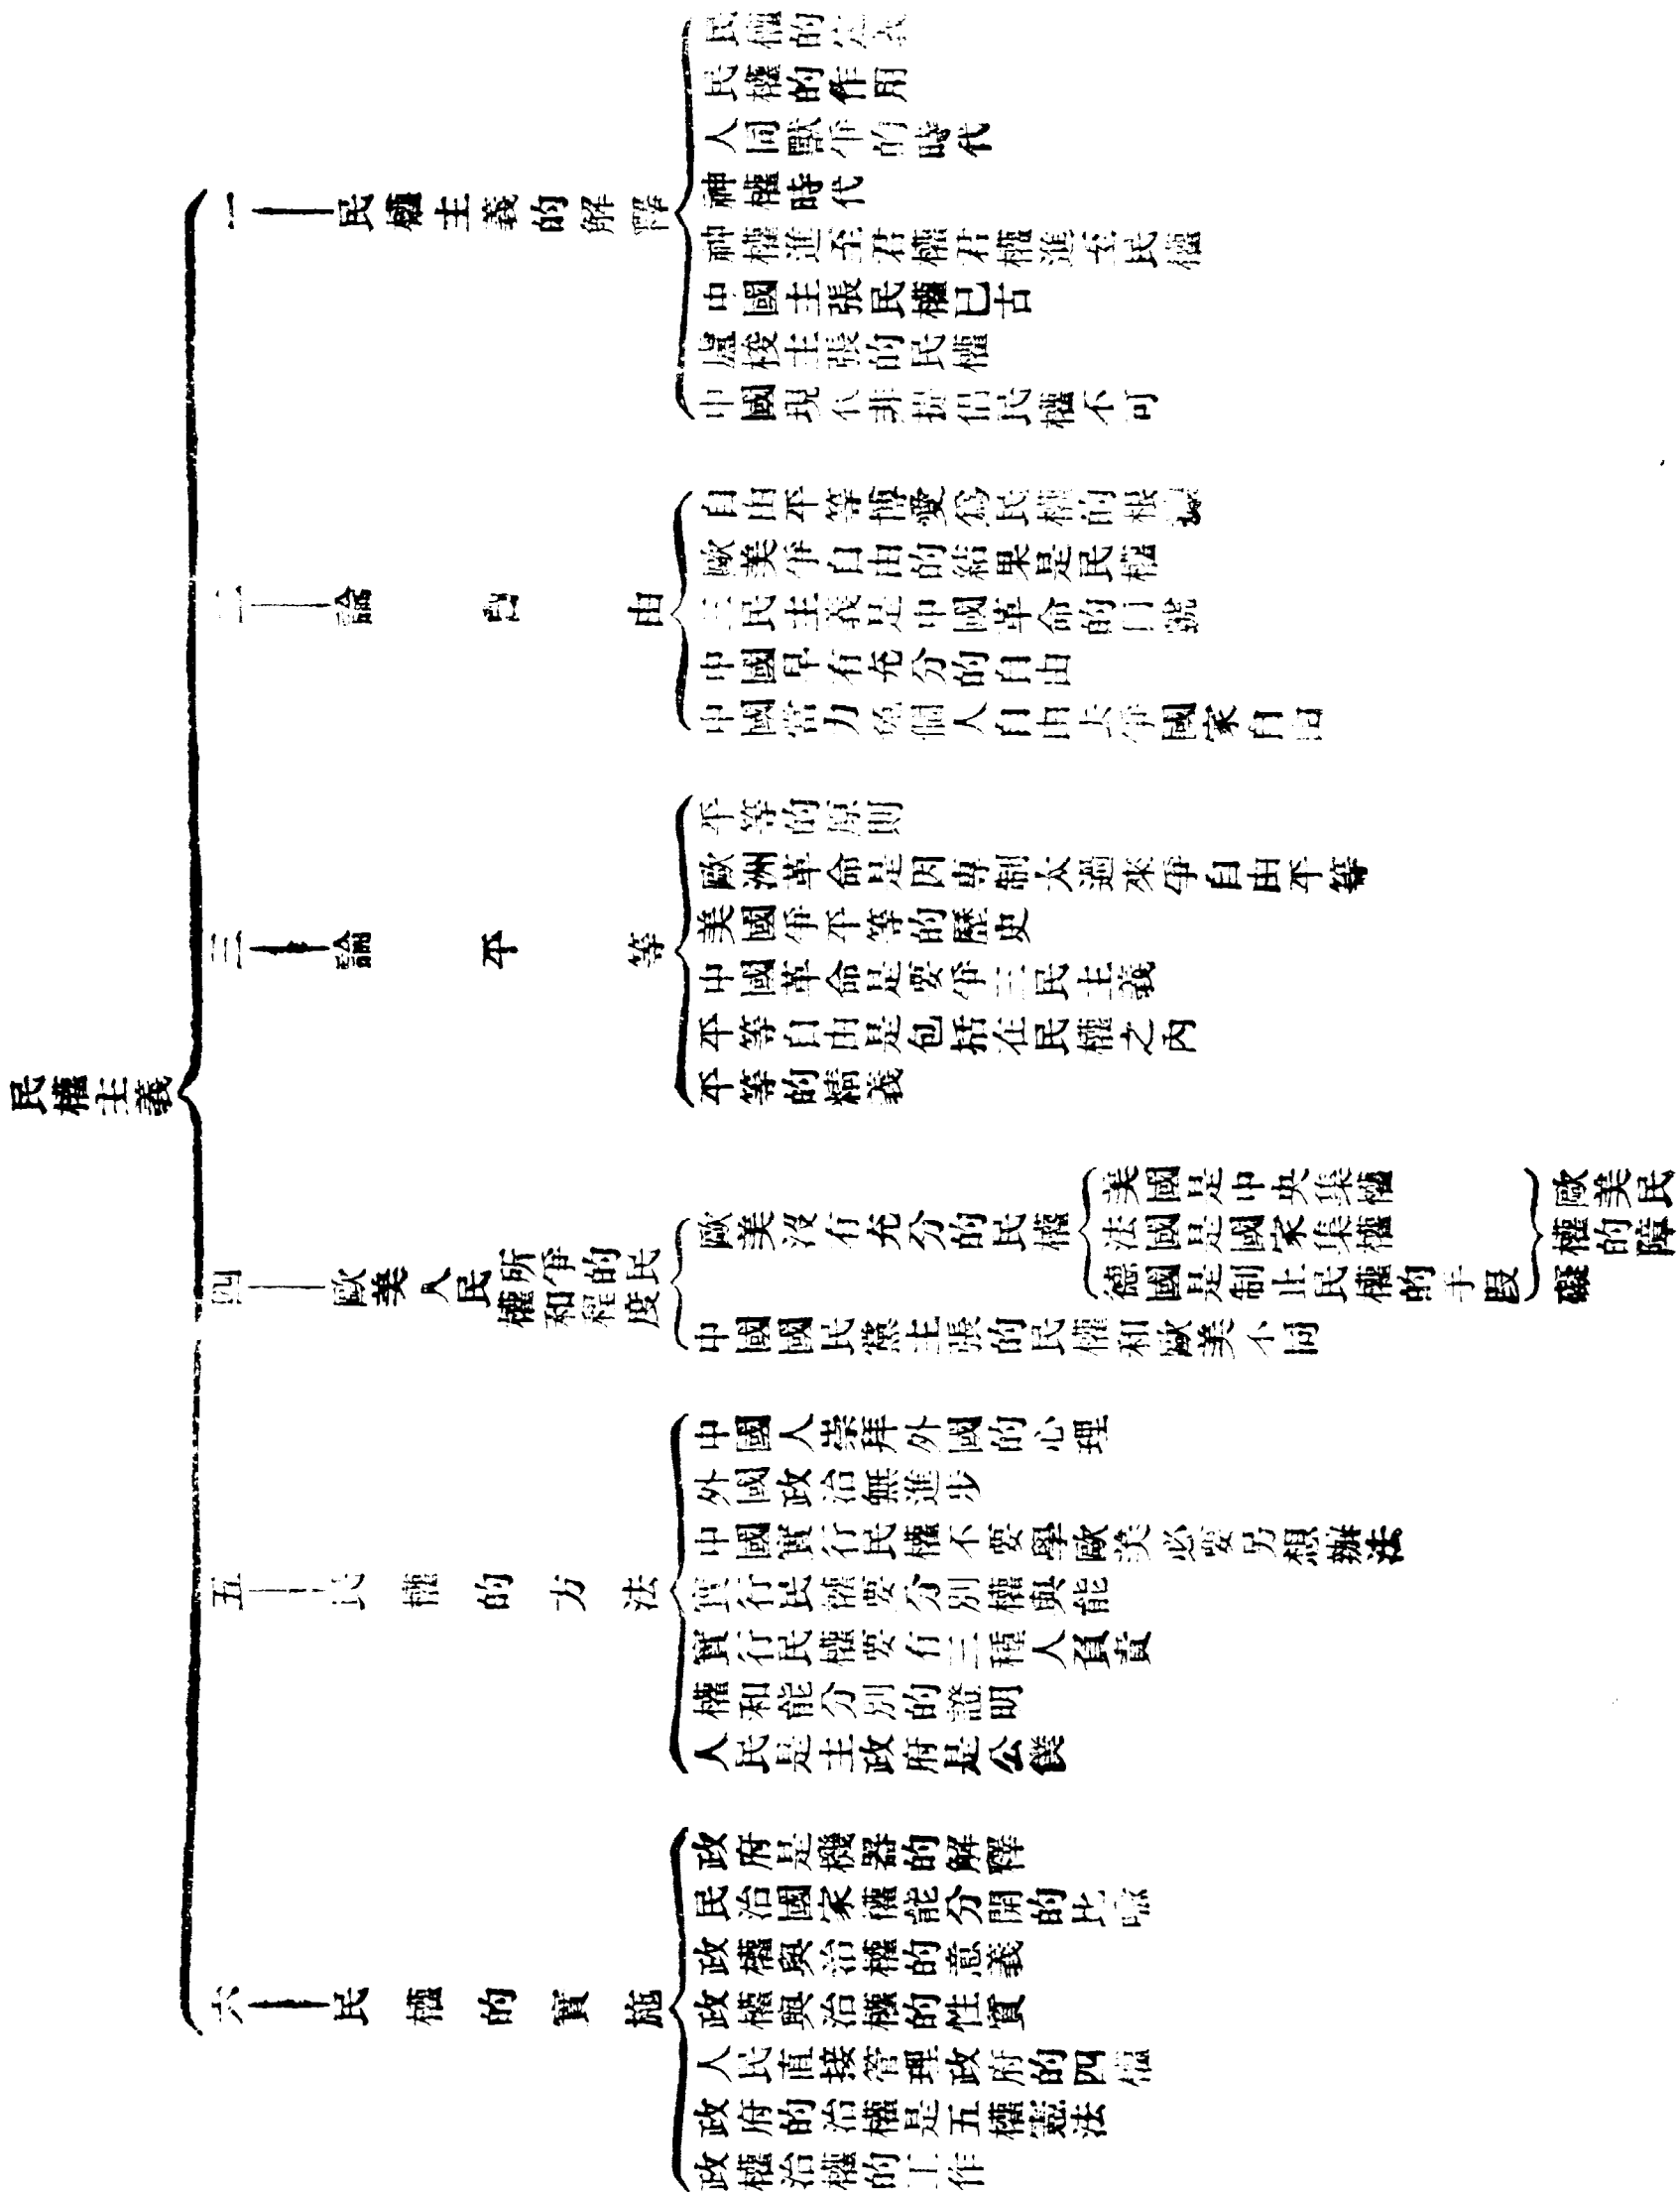 民權主義
一——民權主義的解釋
民權的定義
民權的作用
人同獸爭的時代
神權時代
神權進至君權君權進至民權
中國主張民權已古
盧梭主張的民權
中國現代非提倡民權不可
二——論自由
自由平等博愛爲民權的根
歐美爭自由的結果是民權
三民主義是中國革命的口號
中國早有充分的自由
中國當力 個人自由去爭國家自由
三——論平等
平等的原則
歐洲革命是因專制太過來爭自由平等
美國爭平等的歷史
中國革命是要爭三民主義
平等自由是包括在民權之內
平等的精義
四——歐美人民所爭的民權和程度
歐美沒有充分的民權
美國是中央集權
法國是國家集權
德國是制止民權的手段
歐美民權的障礙
中國國民黨主張的民權和歐美不同
五——民權的方法
中國人崇拜外國的心理
外國政治無進步
中國實行民權不要學歐美必要另想辦法
實行民權要分別權與能
實行民權要有三種人負責
權和能分別的證明
人民是主政府是公僕
六——民權的實施
政府是機器的解釋
民治國家權能分開的比喻
政權與治權的意義
政權與治權的性質
人民直接管理政府的四權
政府的治權是五權憲法
政權治權的工作